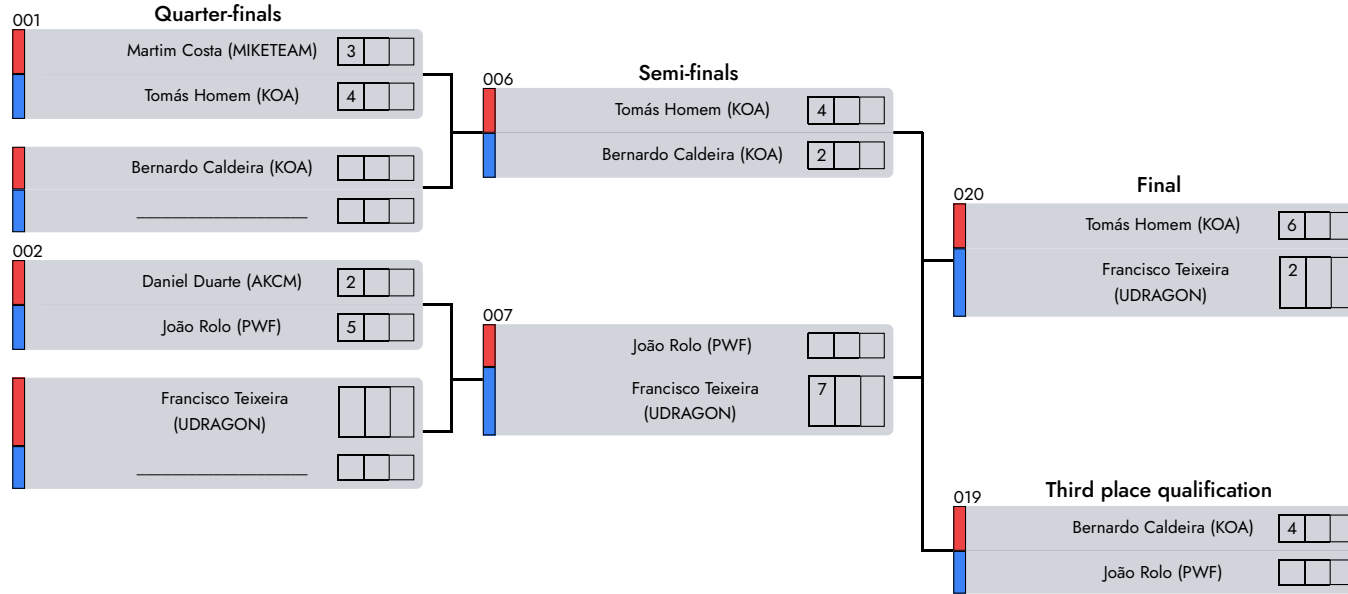 Quarter-finals
001
Martim Costa (MIKETEAM) 3
Tomás Homem (KOA) 4
Bernardo Caldeira (KOA)
____________________
002
Daniel Duarte (AKCM) 2
João Rolo (PWF) 5
Francisco Teixeira
(UDRAGON)
____________________
Semi-finals
006
Tomás Homem (KOA) 4
Bernardo Caldeira (KOA) 2
007
João Rolo (PWF)
Francisco Teixeira 7
(UDRAGON)
Final
020
Tomás Homem (KOA) 6
Francisco Teixeira 2
(UDRAGON)
Third place qualification
019
Bernardo Caldeira (KOA) 4
João Rolo (PWF)